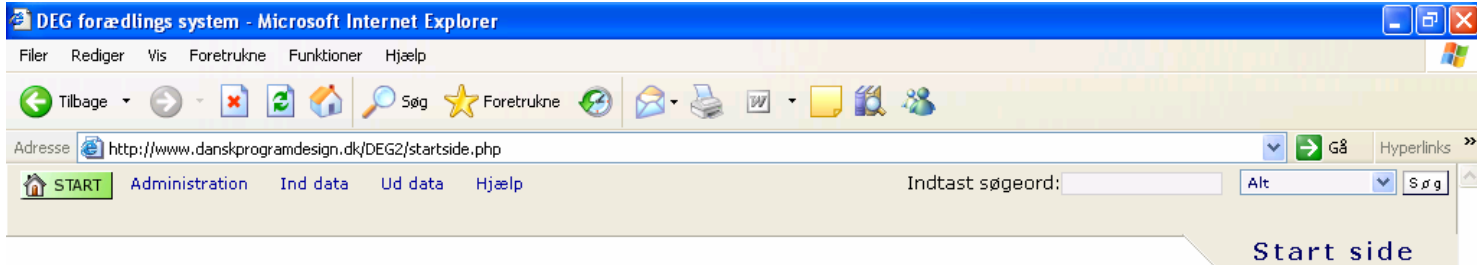 DEG forædlings system - Microsoft Internet Explorer
Filer Rediger Vis Foretrukne Funktioner Hjælp
Tilbage Søg Foretrukne W
Adresse http://www.danskprogramdesign.dk/DEG2/startside.php Gå Hyperlinks »
START Administration Ind data Ud data Hjælp Indtast søgeord: Alt Søg
Start side